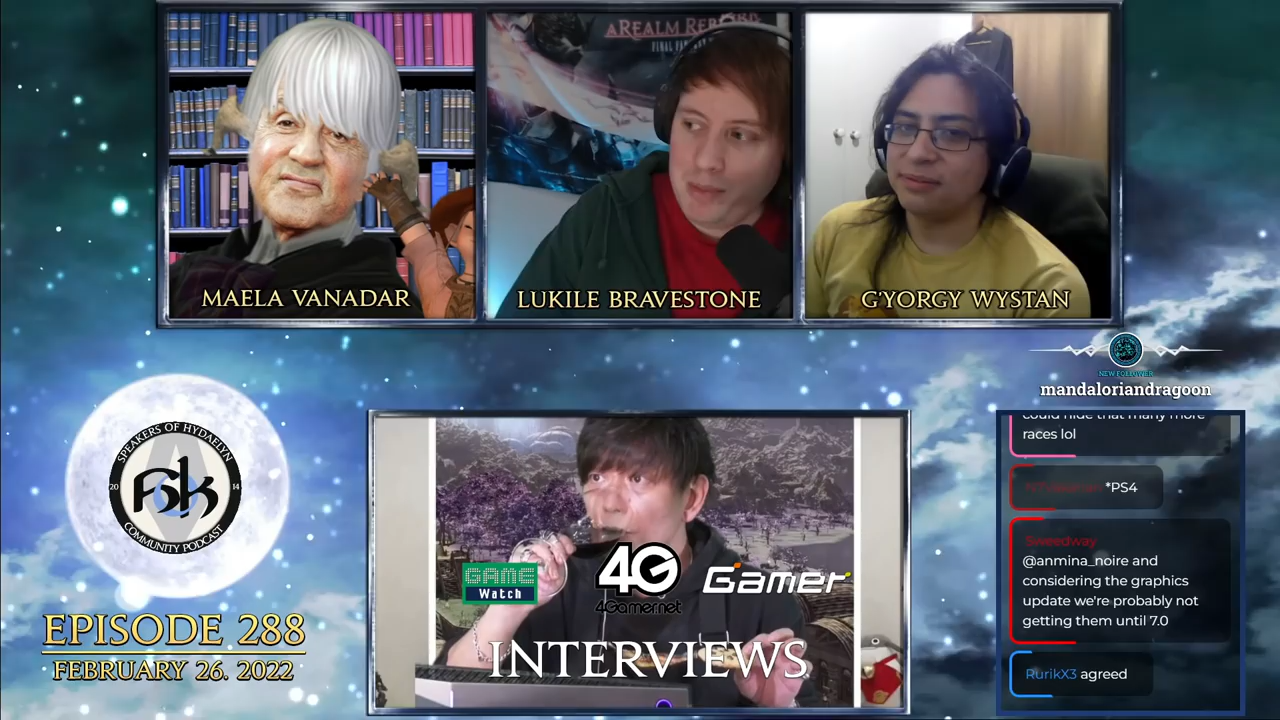 A REALM REBORN
MAELA VANADAR
LUKILE BRAVESTONE
G'YORGY WYSTAN
NEW FOLLOWER
mandaloriandragoon
SPEAKERS OF HYDAELYN
20 14
COMMUNITY PODCAST
EPISODE 288
FEBRUARY 26. 2022
GAME
Watch
4G
4Gamer.net
Gamer
INTERVIEWS
could hide that many more
races lol
*PS4
Sweedway
@anmina_noire and
considering the graphics
update we're probably not
getting them until 7.0
RurikX3 agreed